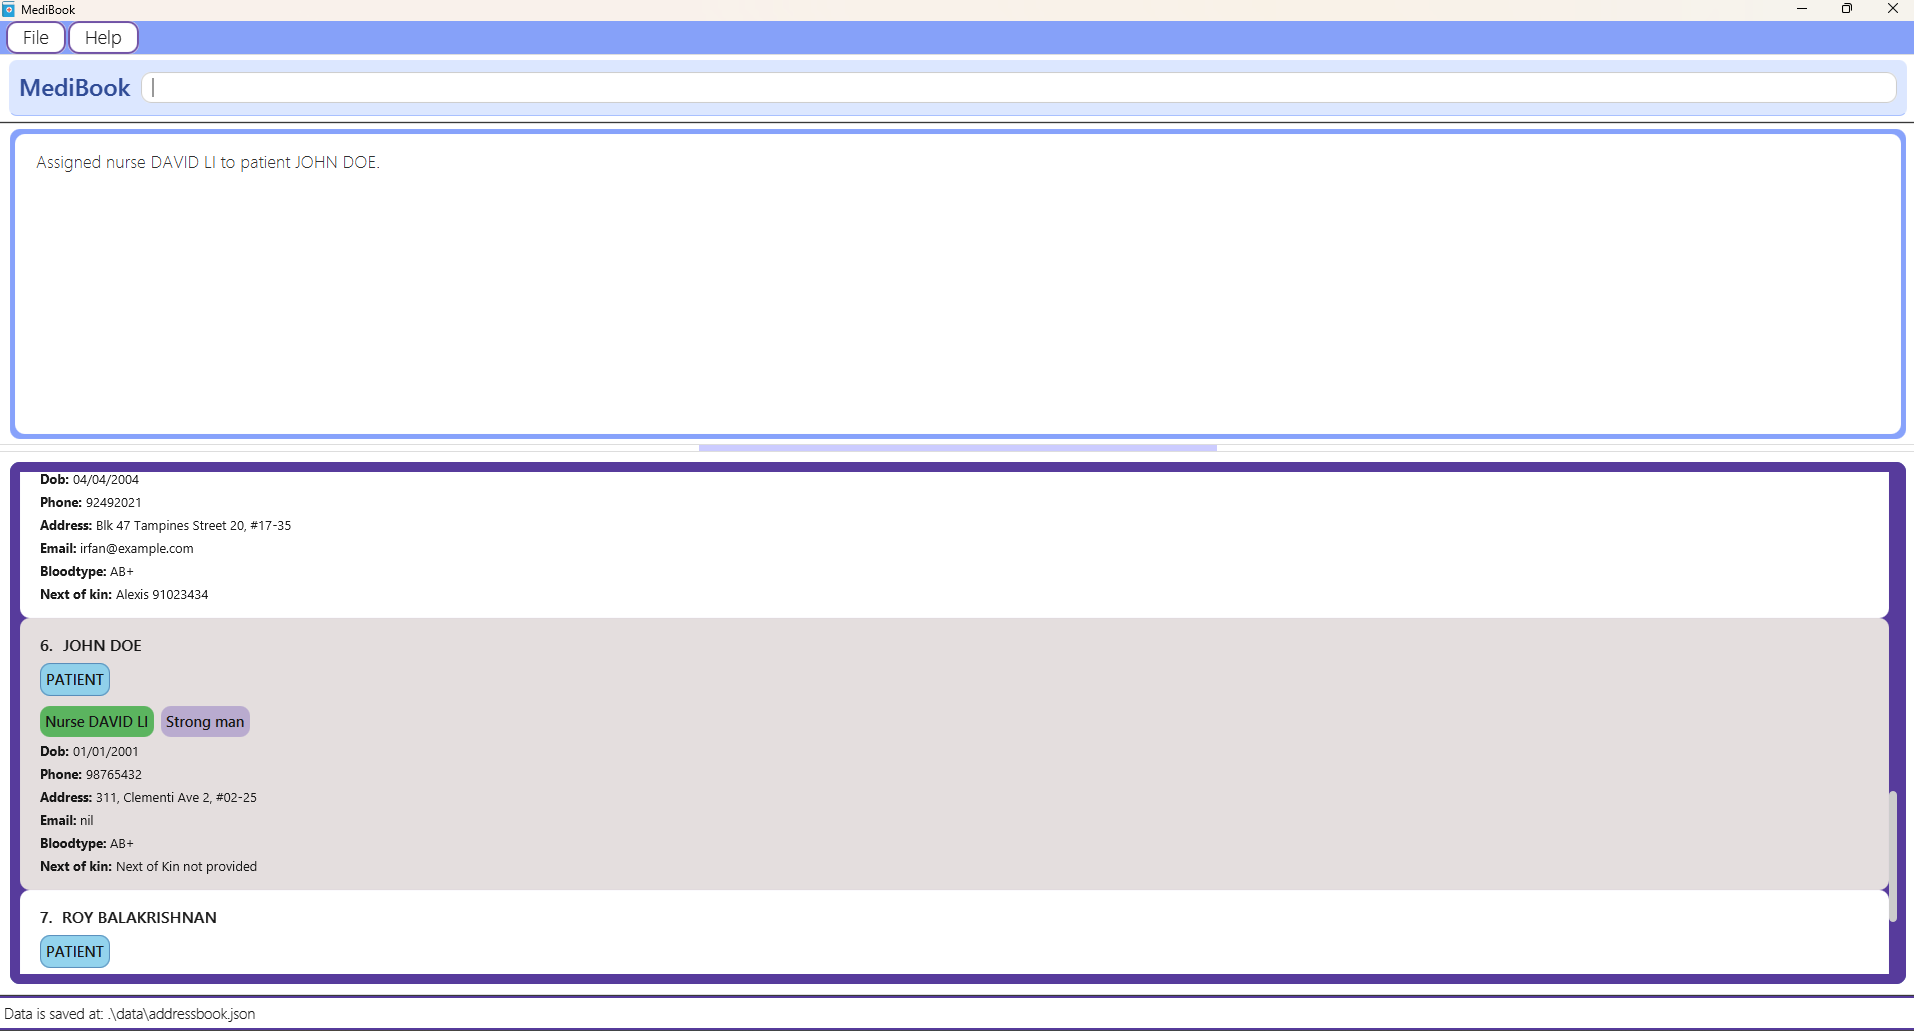 MediBook
File Help
MediBook
Assigned nurse DAVID LI to patient JOHN DOE.
Dob: 04/04/2004
Phone: 92492021
Address: Blk 47 Tampines Street 20, #17-35
Email: irfan@example.com
Bloodtype: AB+
Next of kin: Alexis 91023434
6. JOHN DOE
PATIENT
Nurse DAVID LI Strong man
Dob: 01/01/2001
Phone: 98765432
Address: 311, Clementi Ave 2, #02-25
Email: nil
Bloodtype: AB+
Next of kin: Next of Kin not provided
7. ROY BALAKRISHNAN
PATIENT
Data is saved at: .\data\addressbook.json